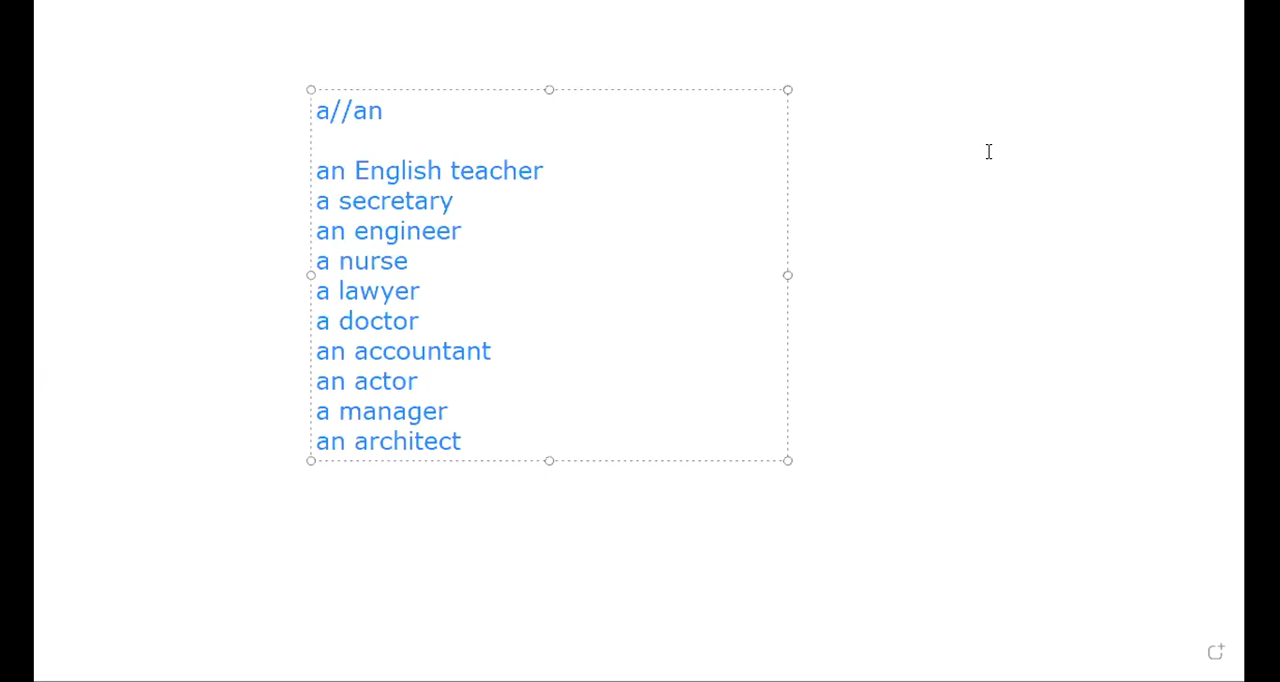 a//an
an English teacher
a secretary
an engineer
a nurse
a lawyer
a doctor
an accountant
an actor
a manager
an architect